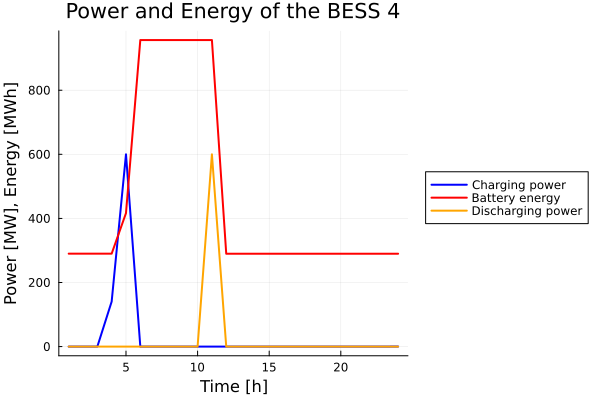 Power and Energy of the BESS 4
Power [MW], Energy [MWh]
800
600
400
200
0
5
10
15
20
Time [h]
Charging power
Battery energy
Discharging power